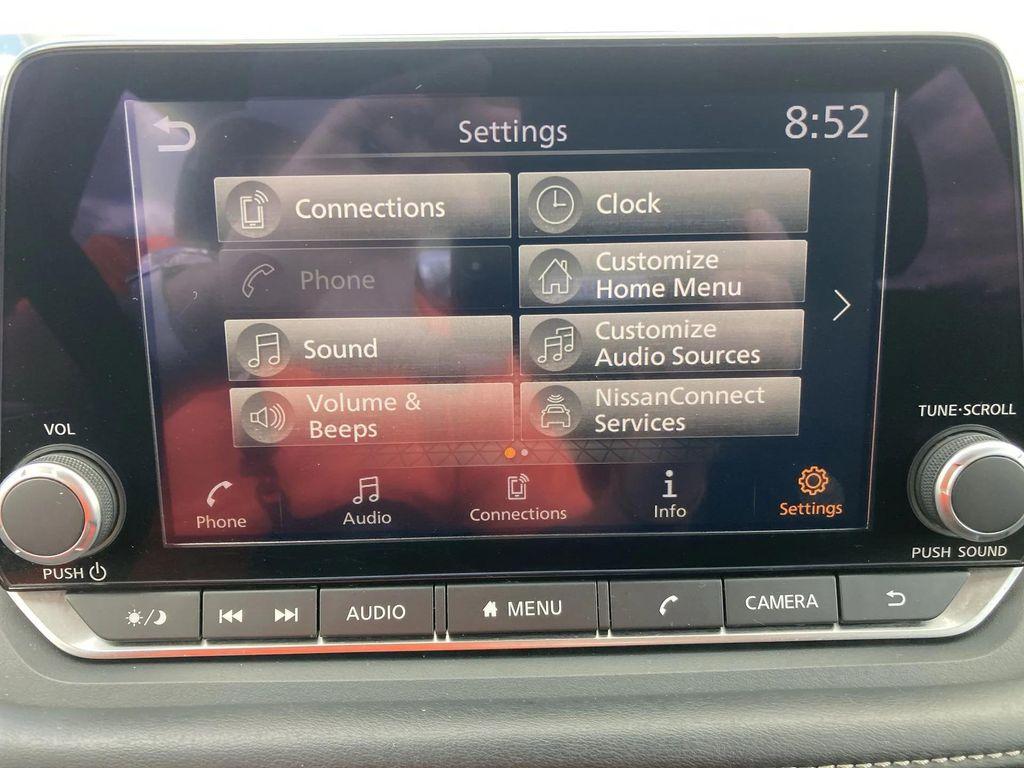 Settings
8:52
Connections
Clock
Phone
Customize
Home Menu
Sound
Customize
Audio Sources
Volume &
Beeps
NissanConnect
Services
Phone
Audio
Connections
Info
Settings
VOL
PUSH
TUNE·SCROLL
PUSH SOUND
AUDIO
MENU
CAMERA